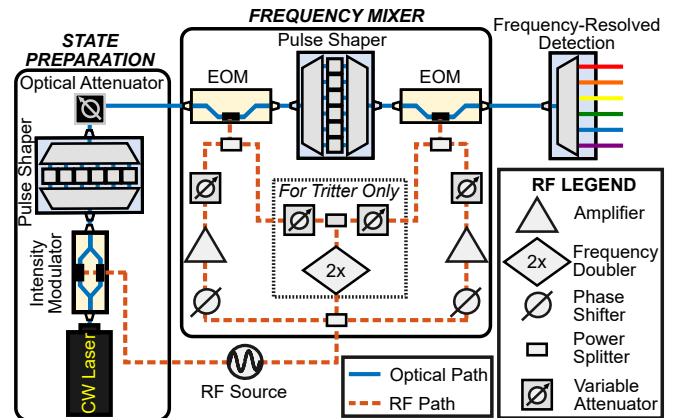 FREQUENCY MIXER
STATE
PREPARATION
Optical Attenuator
Pulse Shaper
Intensity
Modulator
CW Laser
EOM
Pulse Shaper
EOM
Frequency-Resolved
Detection
For Tritter Only
2x
RF Source
Optical Path
RF Path
RF LEGEND
Amplifier
2x
Frequency
Doubler
Phase
Shifter
Power
Splitter
Variable
Attenuator